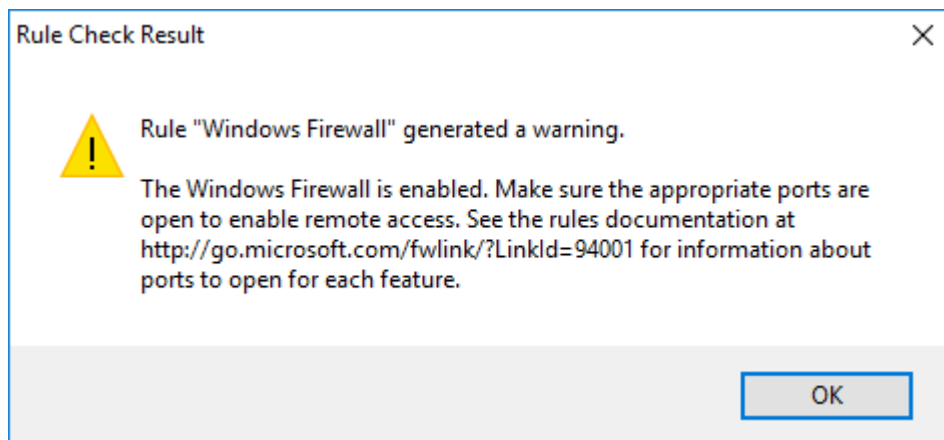 Rule Check Result
Rule "Windows Firewall" generated a warning.
The Windows Firewall is enabled. Make sure the appropriate ports are
open to enable remote access. See the rules documentation at
http://go.microsoft.com/fwlink/?LinkId=94001 for information about
ports to open for each feature.
OK